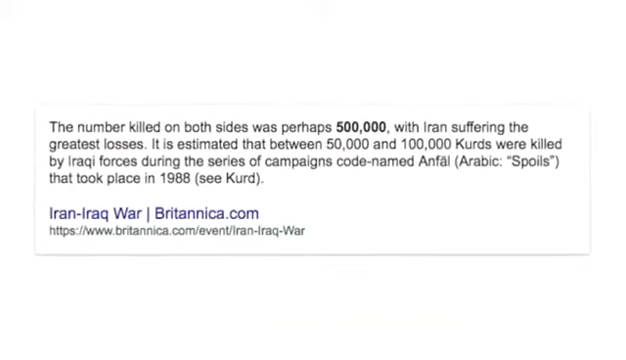 The number killed on both sides was perhaps 500,000, with Iran suffering the
greatest losses. It is estimated that between 50,000 and 100,000 Kurds were killed
by Iraqi forces during the series of campaigns code-named Anfāl (Arabic: “Spoils”)
that took place in 1988 (see Kurd).
Iran-Iraq War | Britannica.com
https://www.britannica.com/event/Iran-Iraq-War